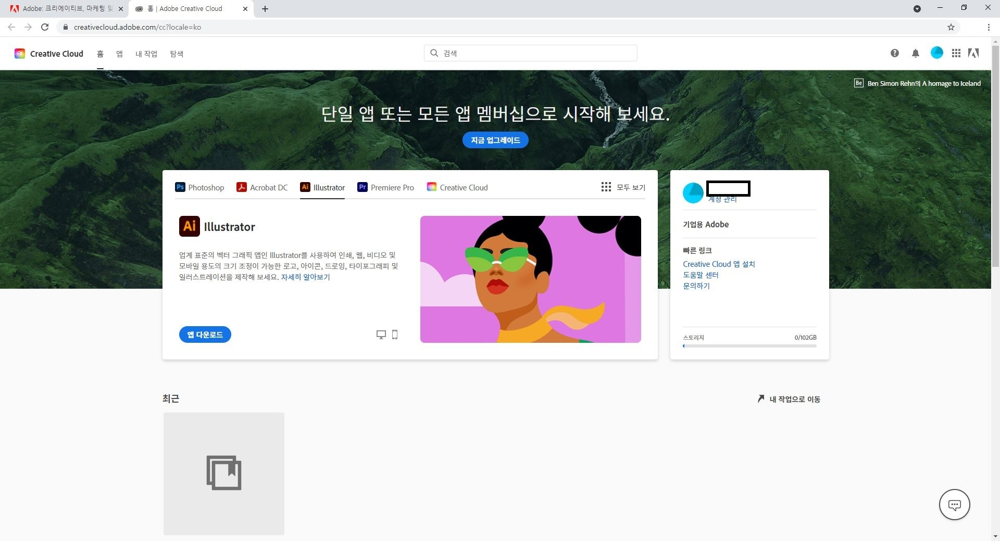 Adobe: 크리에이티브, 마케팅 및
홈 | Adobe Creative Cloud
creativecloud.adobe.com/cc?locale=ko
Creative Cloud
홈
앱
내 작업
탐색
검색
Be
Ben Simon Rehn의 A homage to Iceland
단일 앱 또는 모든 앱 멤버십으로 시작해 보세요.
지금 업그레이드
Ps Photoshop
Acrobat DC
Ai Illustrator
Pr Premiere Pro
Creative Cloud
모두 보기
Ai Illustrator
업계 표준의 벡터 그래픽 앱인 Illustrator를 사용하여 인쇄, 웹, 비디오 및
모바일 용도의 크기 조정이 가능한 로고, 아이콘, 드로잉, 타이포그래피 및
일러스트레이션을 제작해 보세요. 자세히 알아보기
앱 다운로드
계정 관리
기업용 Adobe
빠른 링크
Creative Cloud 앱 설치
도움말 센터
문의하기
스토리지
0/102GB
최근
내 작업으로 이동